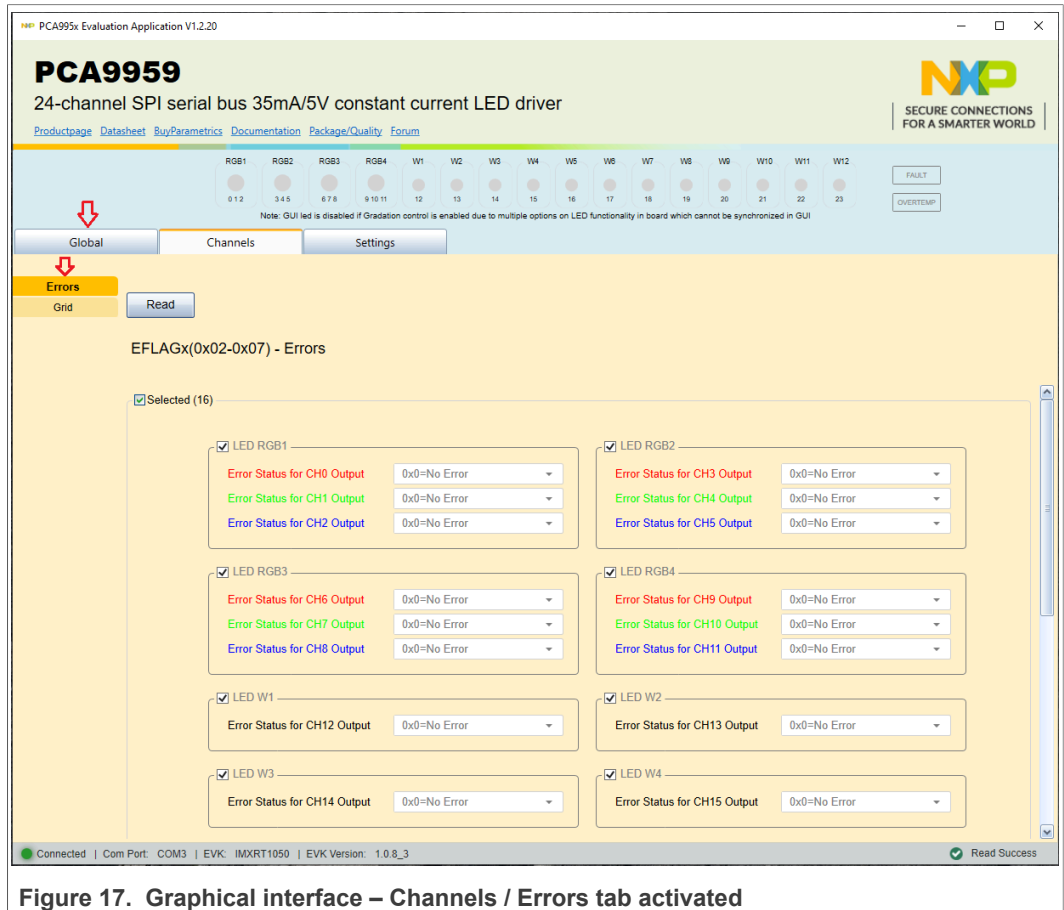 NXP PCA995x Evaluation Application V1.2.20
PCA9959
24-channel SPI serial bus 35mA/5V constant current LED driver
Productpage Datasheet BuyParametrics Documentation Package/Quality Forum
NXP
SECURE CONNECTIONS
FOR A SMARTER WORLD
RGB1 RGB2 RGB3 RGB4 W1 W2 W3 W4 W5 W6 W7 W8 W9 W10 W11 W12
0 1 2 3 4 5 6 7 8 9 10 11 12 13 14 15 16 17 18 19 20 21 22 23
FAULT
OVERTEMP
Note: GUI led is disabled if Gradation control is enabled due to multiple options on LED functionality in board which cannot be synchronized in GUI
Global Channels Settings
Errors
Grid
Read
EFLAGx(0x02-0x07) - Errors
Selected (16)
LED RGB1
Error Status for CH0 Output 0x0=No Error
Error Status for CH1 Output 0x0=No Error
Error Status for CH2 Output 0x0=No Error
LED RGB2
Error Status for CH3 Output 0x0=No Error
Error Status for CH4 Output 0x0=No Error
Error Status for CH5 Output 0x0=No Error
LED RGB3
Error Status for CH6 Output 0x0=No Error
Error Status for CH7 Output 0x0=No Error
Error Status for CH8 Output 0x0=No Error
LED RGB4
Error Status for CH9 Output 0x0=No Error
Error Status for CH10 Output 0x0=No Error
Error Status for CH11 Output 0x0=No Error
LED W1
Error Status for CH12 Output 0x0=No Error
LED W2
Error Status for CH13 Output 0x0=No Error
LED W3
Error Status for CH14 Output 0x0=No Error
LED W4
Error Status for CH15 Output 0x0=No Error
Connected | Com Port: COM3 | EVK: IMXRT1050 | EVK Version: 1.0.8_3
Read Success
Figure 17. Graphical interface – Channels / Errors tab activated